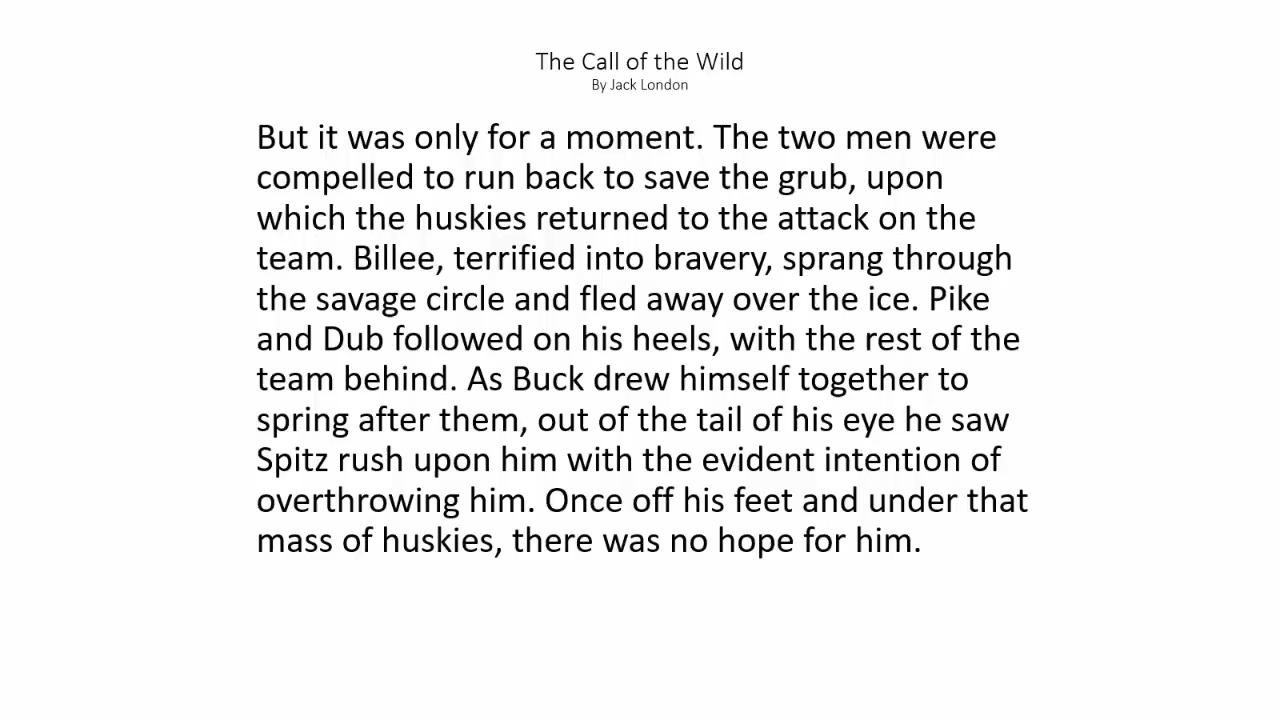 The Call of the Wild
By Jack London
But it was only for a moment. The two men were
compelled to run back to save the grub, upon
which the huskies returned to the attack on the
team. Billee, terrified into bravery, sprang through
the savage circle and fled away over the ice. Pike
and Dub followed on his heels, with the rest of the
team behind. As Buck drew himself together to
spring after them, out of the tail of his eye he saw
Spitz rush upon him with the evident intention of
overthrowing him. Once off his feet and under that
mass of huskies, there was no hope for him.